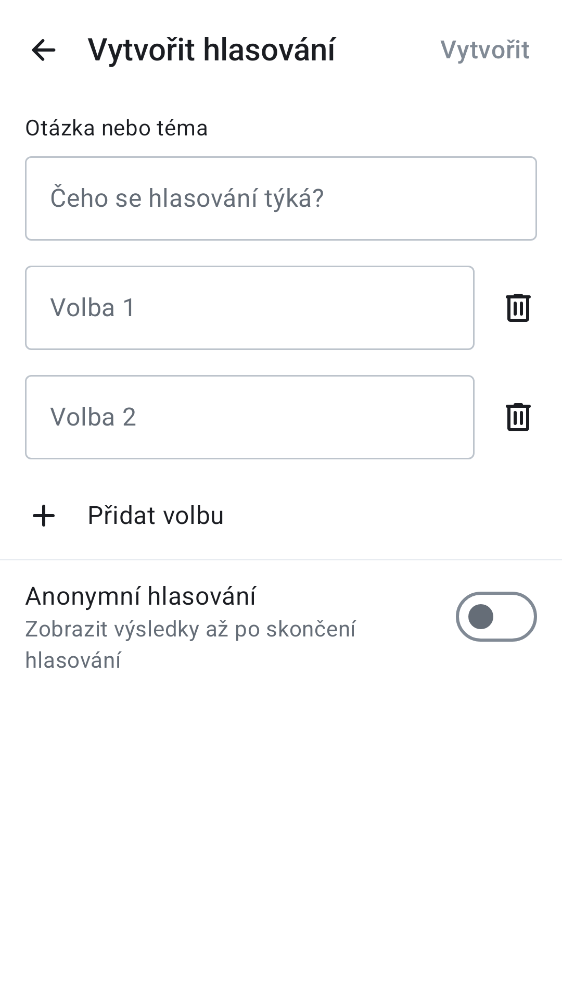 Vytvořit hlasování
Vytvořit
Otázka nebo téma
Čeho se hlasování týká?
Volba 1
Volba 2
Přidat volbu
Anonymní hlasování
Zobrazit výsledky až po skončení
hlasování